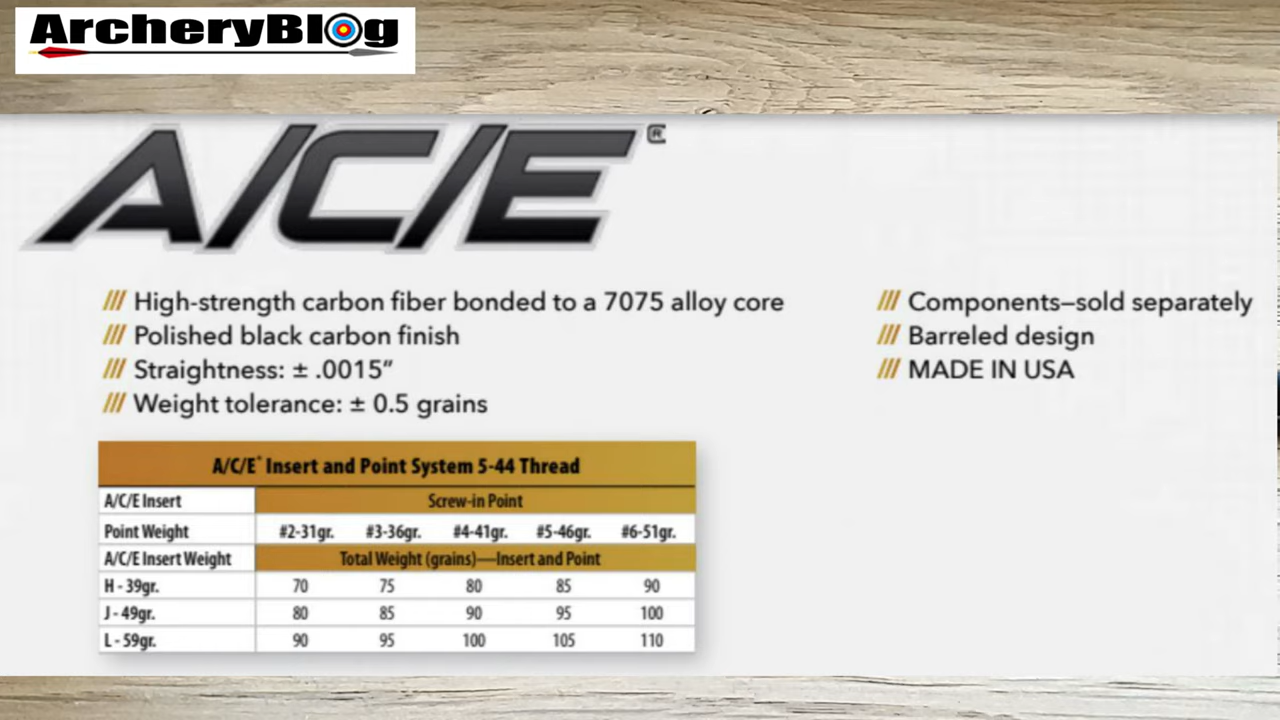 ArcheryBlog
A/C/E®
/// High-strength carbon fiber bonded to a 7075 alloy core
/// Polished black carbon finish
/// Straightness: ± .0015”
/// Weight tolerance: ± 0.5 grains
/// Components—sold separately
/// Barreled design
/// MADE IN USA
A/C/E® Insert and Point System 5-44 Thread
A/C/E Insert Screw-in Point
Point Weight #2-31gr. #3-36gr. #4-41gr. #5-46gr. #6-51gr.
A/C/E Insert Weight Total Weight (grains)—Insert and Point
H - 39gr. 70 75 80 85 90
J - 49gr. 80 85 90 95 100
L - 59gr. 90 95 100 105 110